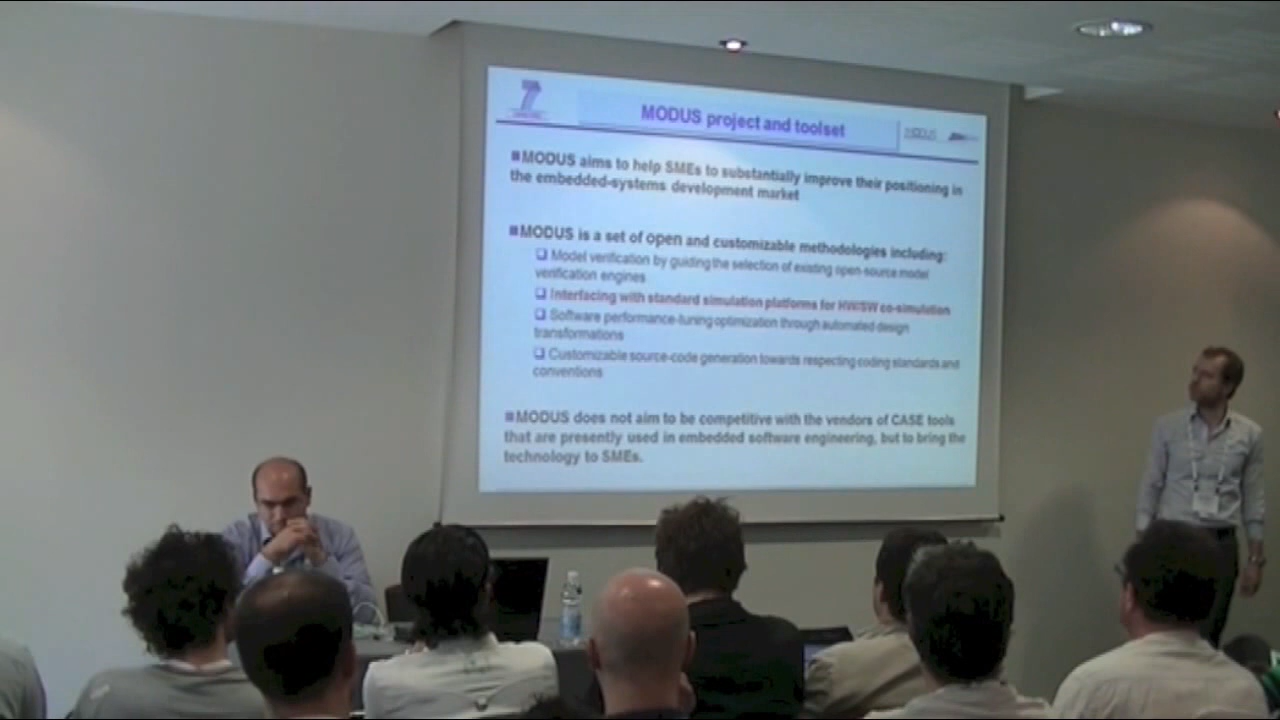 MODUS project and toolset
MODUS
MODUS aims to help SMEs to substantially improve their positioning in
the embedded-systems development market
MODUS is a set of open and customizable methodologies including:
Model verification by guiding the selection of existing open-source model
verification engines
Interfacing with standard simulation platforms for HW/SW co-simulation
Software performance-tuning optimization through automated design
transformations
Customizable source-code generation towards respecting coding standards and
conventions
MODUS does not aim to be competitive with the vendors of CASE tools
that are presently used in embedded software engineering, but to bring the
technology to SMEs.